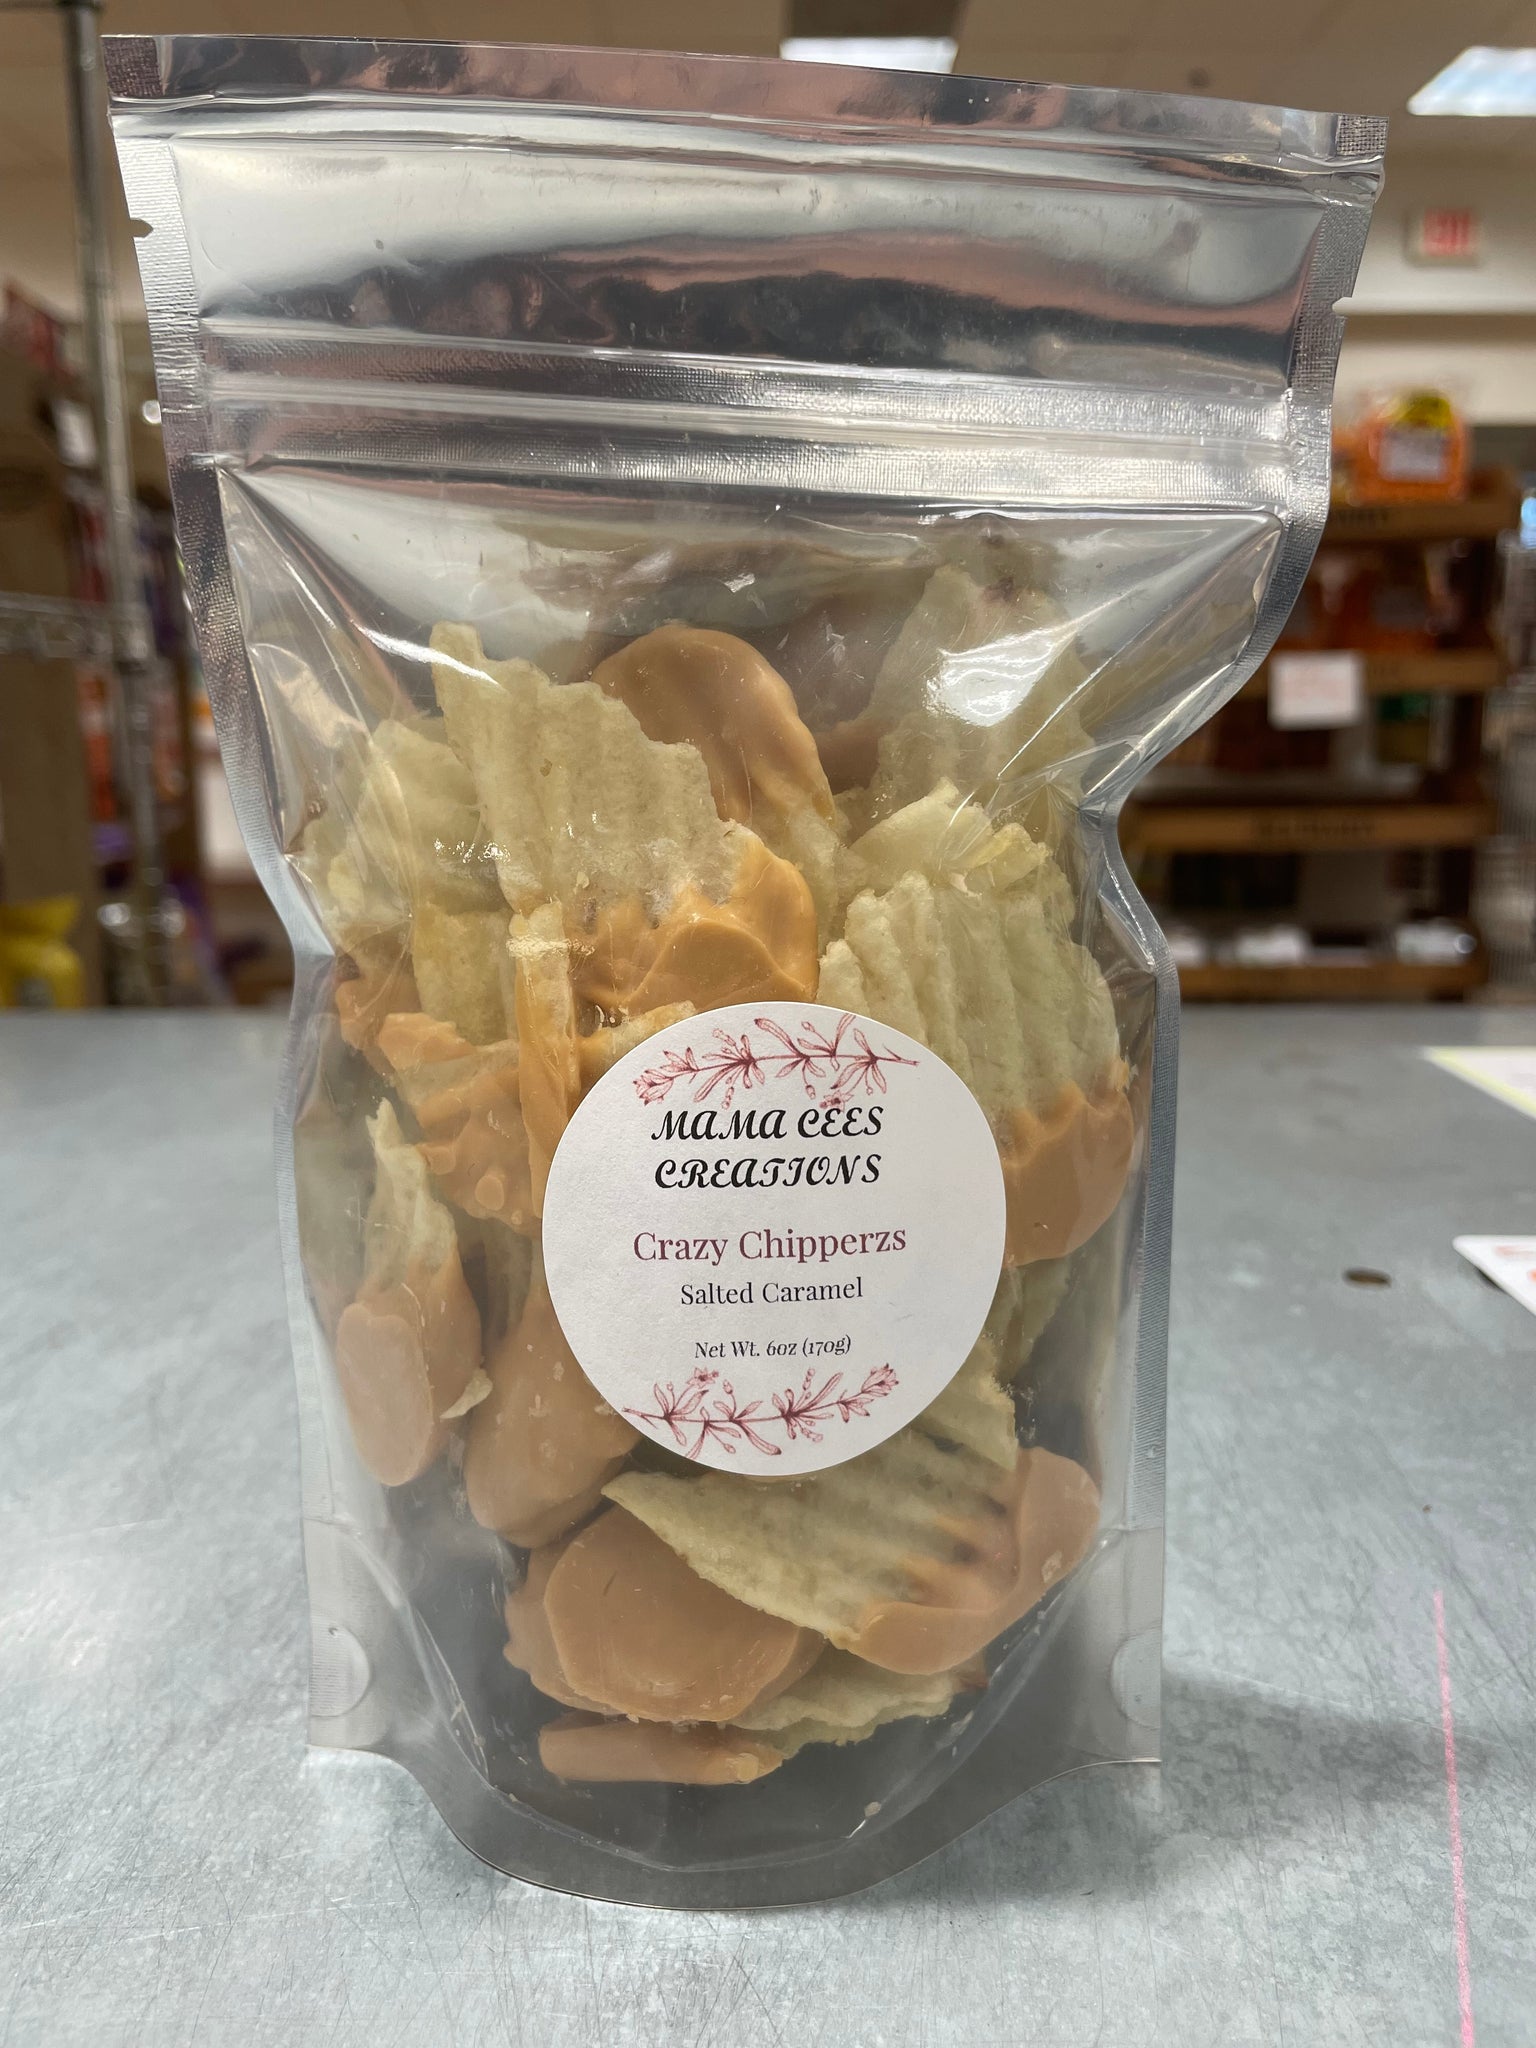 MAMA CEES
CREATIONS
Crazy Chipperzs
Salted Caramel
Net Wt. 6oz (170g)